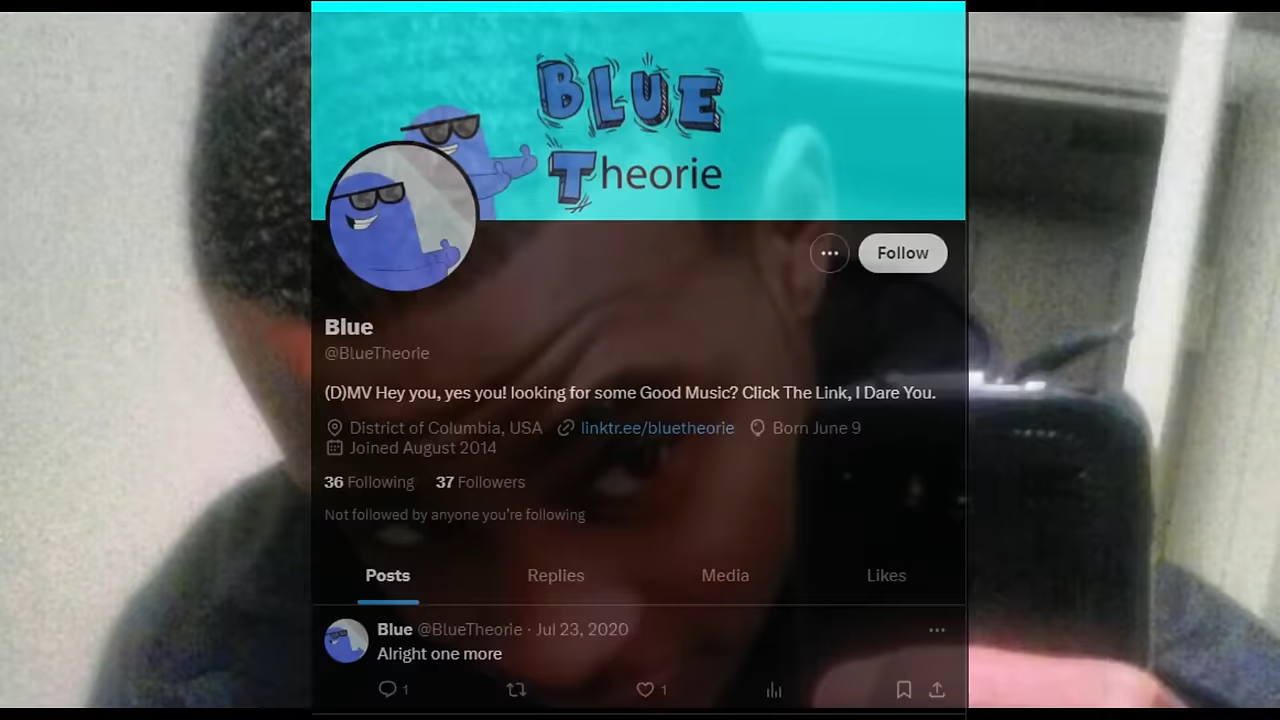 BLUE
Theorie
Follow
Blue
@BlueTheorie
(D)MV Hey you, yes you! looking for some Good Music? Click The Link, I Dare You.
District of Columbia, USA linktr.ee/bluetheorie Born June 9
Joined August 2014
36 Following 37 Followers
Not followed by anyone you're following
Posts Replies Media Likes
Blue @BlueTheorie · Jul 23, 2020
Alright one more
1 1